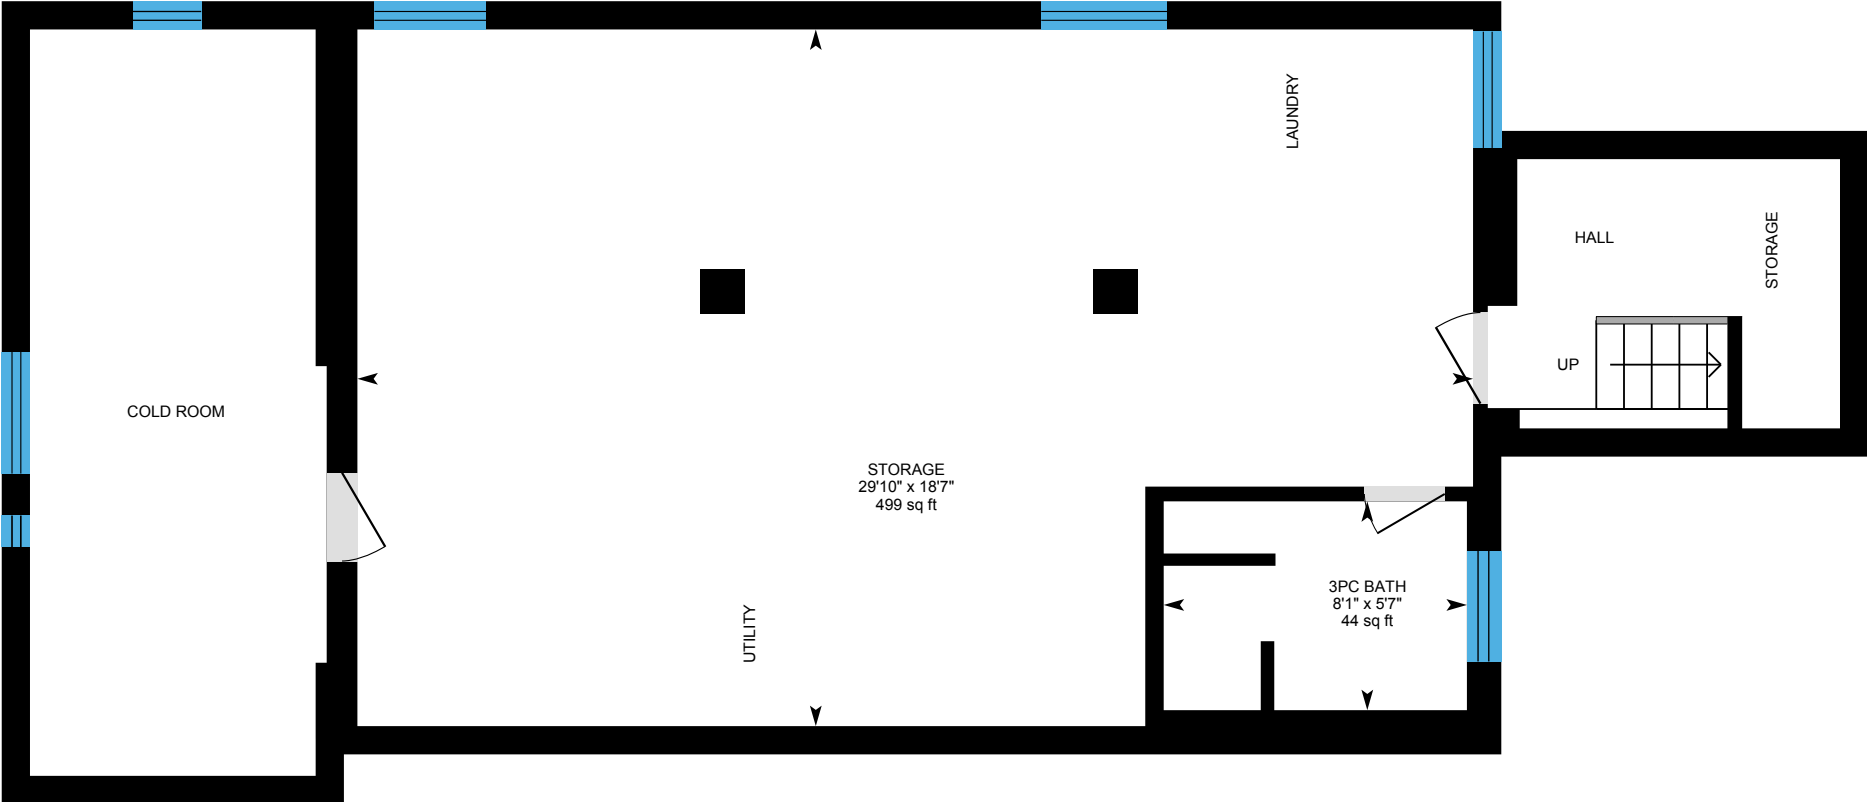 LAUNDRY
HALL
STORAGE
UP
COLD ROOM
STORAGE
29'10" x 18'7"
499 sq ft
3PC BATH
8'1" x 5'7"
44 sq ft
UTILITY